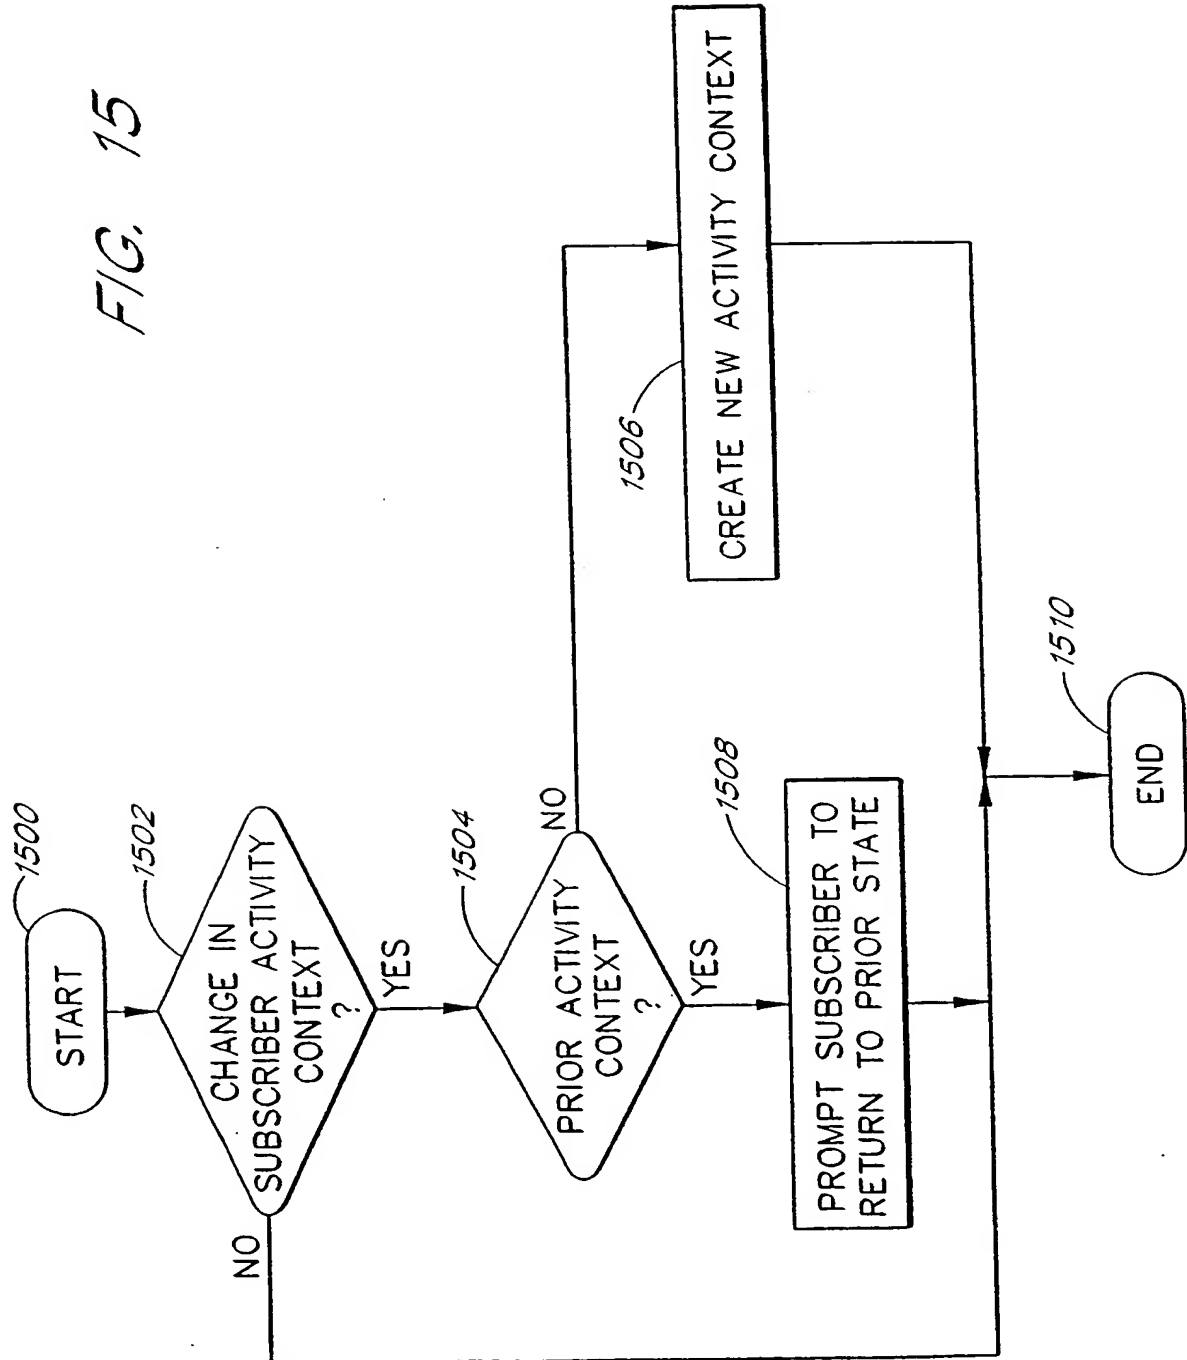 FIG. 15
START
1500
CHANGE IN
SUBSCRIBER ACTIVITY
CONTEXT
?
1502
NO
YES
PRIOR ACTIVITY
CONTEXT
?
1504
NO
YES
CREATE NEW ACTIVITY CONTEXT
1506
PROMPT SUBSCRIBER TO
RETURN TO PRIOR STATE
1508
END
1510